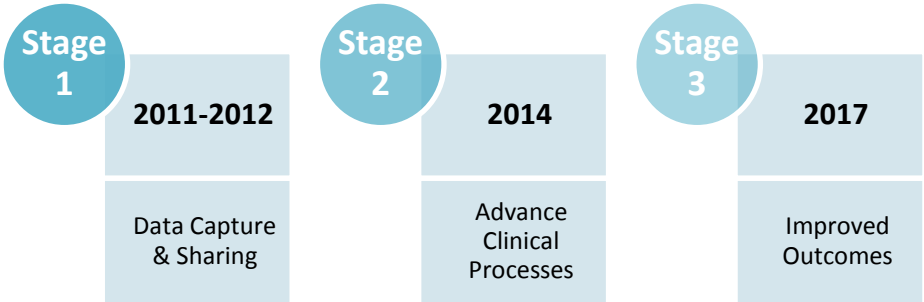 Stage
1
2011-2012
Data Capture
& Sharing
Stage
2
2014
Advance
Clinical
Processes
Stage
3
2017
Improved
Outcomes